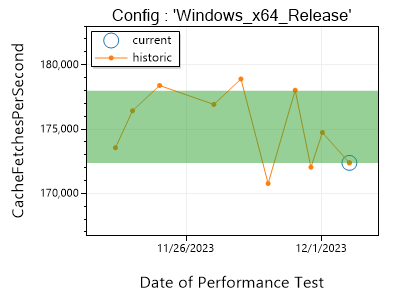 Config : 'Windows_x64_Release'
current
historic
180,000
175,000
170,000
CacheFetchesPerSecond
11/26/2023
12/1/2023
Date of Performance Test